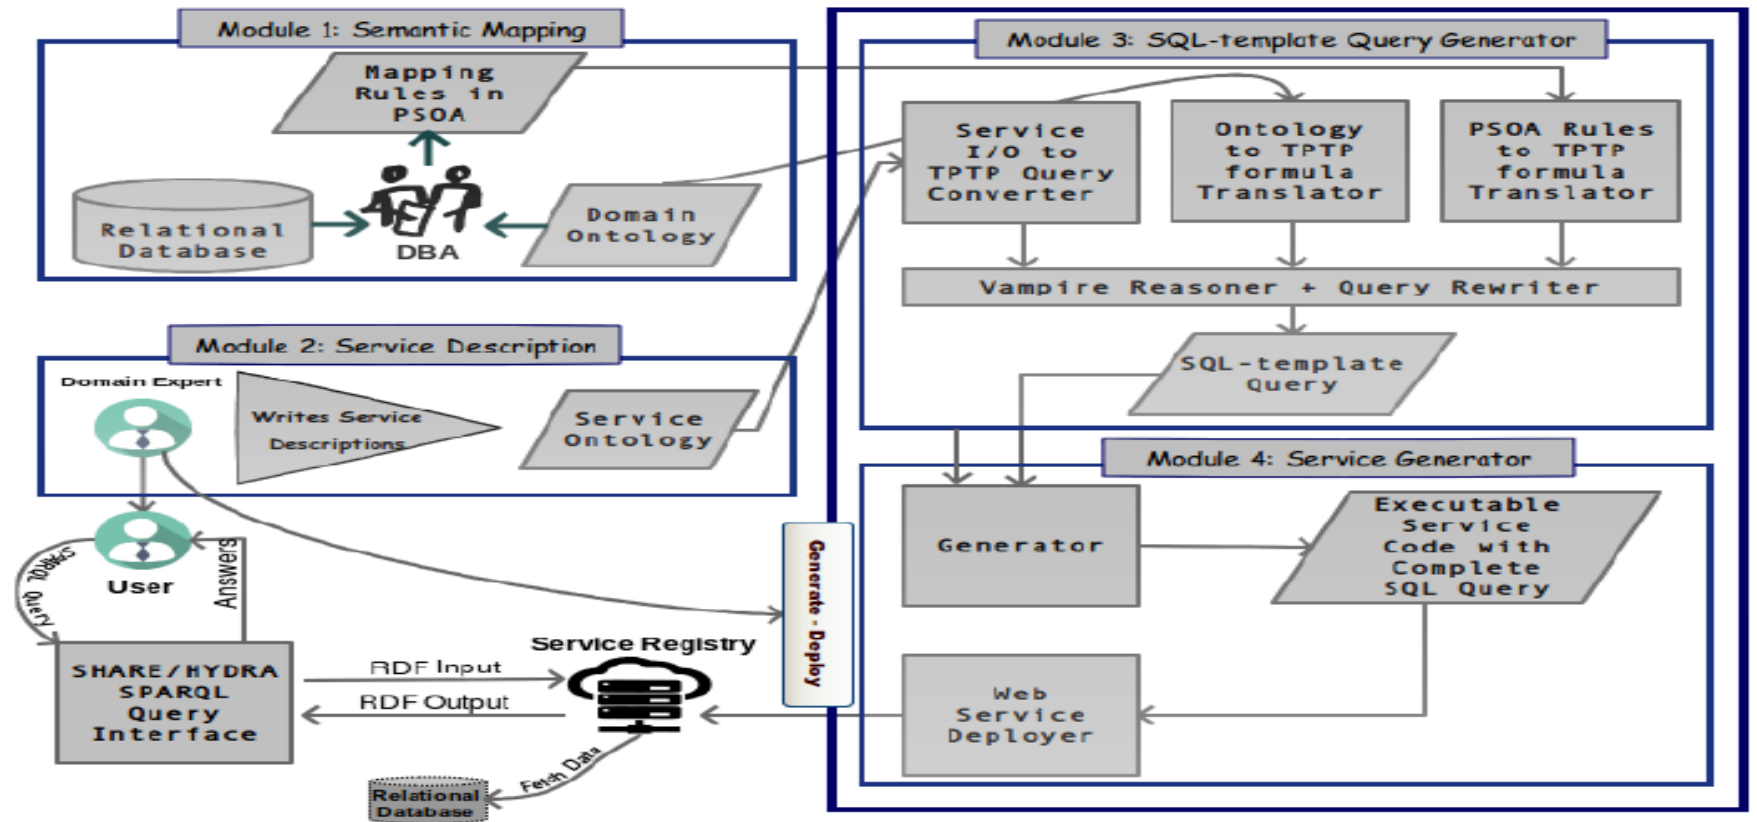 Module 1: Semantic Mapping
Mapping
Rules in
PSOA
Relational
Database
DBA
Domain
Ontology
Module 2: Service Description
Domain Expert
Writes Service
Descriptions
Service
Ontology
User
SPARQL Query
Answers
SHARE/HYDRA
SPARQL
Query
Interface
RDF Input
RDF Output
Service Registry
Fetch Data
Relational
Database
Generate - Deploy
Module 3: SQL-template Query Generator
Service
I/O to
TPTP Query
Converter
Ontology
to TPTP
formula
Translator
PSOA Rules
to TPTP
formula
Translator
Vampire Reasoner + Query Rewriter
SQL-template
Query
Module 4: Service Generator
Generator
Executable
Service
Code with
Complete
SQL Query
Web
Service
Deployer